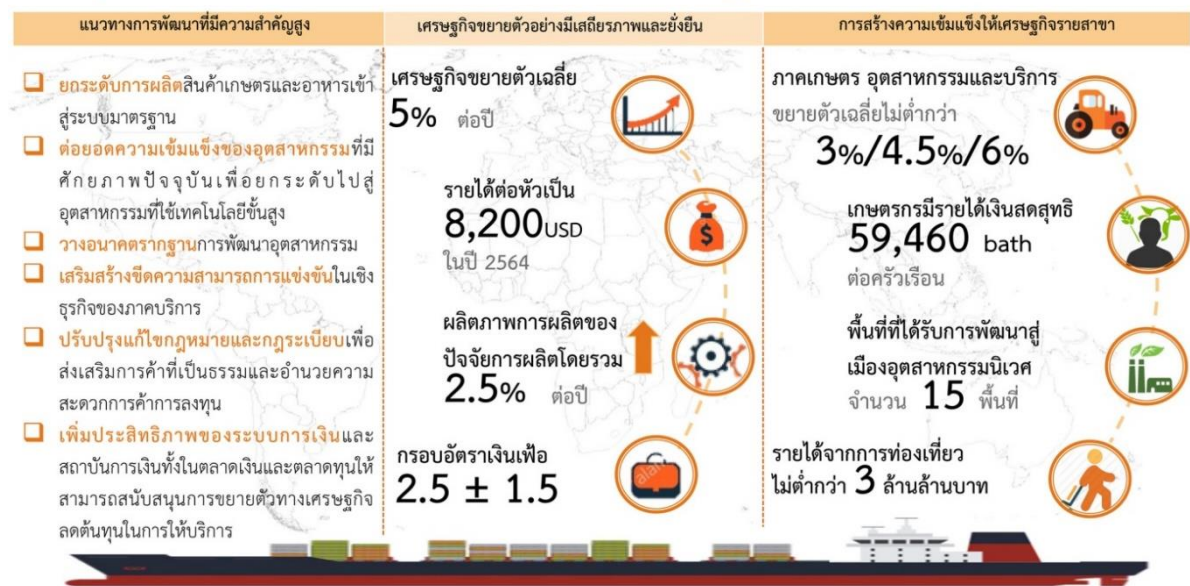 แนวทางการพัฒนาที่มีความสำคัญสูง
ยกระดับการผลิตสินค้าเกษตรและอาหารเข้า
สู่ระบบมาตรฐาน
ต่อยอดความเข้มแข็งของอุตสาหกรรมที่มี
ศักยภาพปัจจุบันเพื่อยกระดับไปสู่
อุตสาหกรรมที่ใช้เทคโนโลยีขั้นสูง
วางอนาคตรากฐานการพัฒนาอุตสาหกรรม
เสริมสร้างขีดความสามารถการแข่งขันในเชิง
ธุรกิจของภาคบริการ
ปรับปรุงแก้ไขกฎหมายและกฎระเบียบเพื่อ
ส่งเสริมการค้าที่เป็นธรรมและอำนวยความ
สะดวกการค้าการลงทุน
เพิ่มประสิทธิภาพของระบบการเงินและ
สถาบันการเงินทั้งในตลาดเงินและตลาดทุนให้
สามารถสนับสนุนการขยายตัวทางเศรษฐกิจ
ลดต้นทุนในการให้บริการ
เศรษฐกิจขยายตัวอย่างมีเสถียรภาพและยั่งยืน
เศรษฐกิจขยายตัวเฉลี่ย
5% ต่อปี
รายได้ต่อหัวเป็น
8,200USD
ในปี 2564
ผลิตภาพการผลิตของ
ปัจจัยการผลิตโดยรวม
2.5% ต่อปี
กรอบอัตราเงินเฟ้อ
2.5 ± 1.5
การสร้างความเข้มแข็งให้เศรษฐกิจรายสาขา
ภาคเกษตร อุตสาหกรรมและบริการ
ขยายตัวเฉลี่ยไม่ต่ำกว่า
3%/4.5%/6%
เกษตรกรมีรายได้เงินสดสุทธิ
59,460 bath
ต่อครัวเรือน
พื้นที่ที่ได้รับการพัฒนาสู่
เมืองอุตสาหกรรมนิเวศ
จำนวน 15 พื้นที่
รายได้จากการท่องเที่ยว
ไม่ต่ำกว่า 3 ล้านล้านบาท